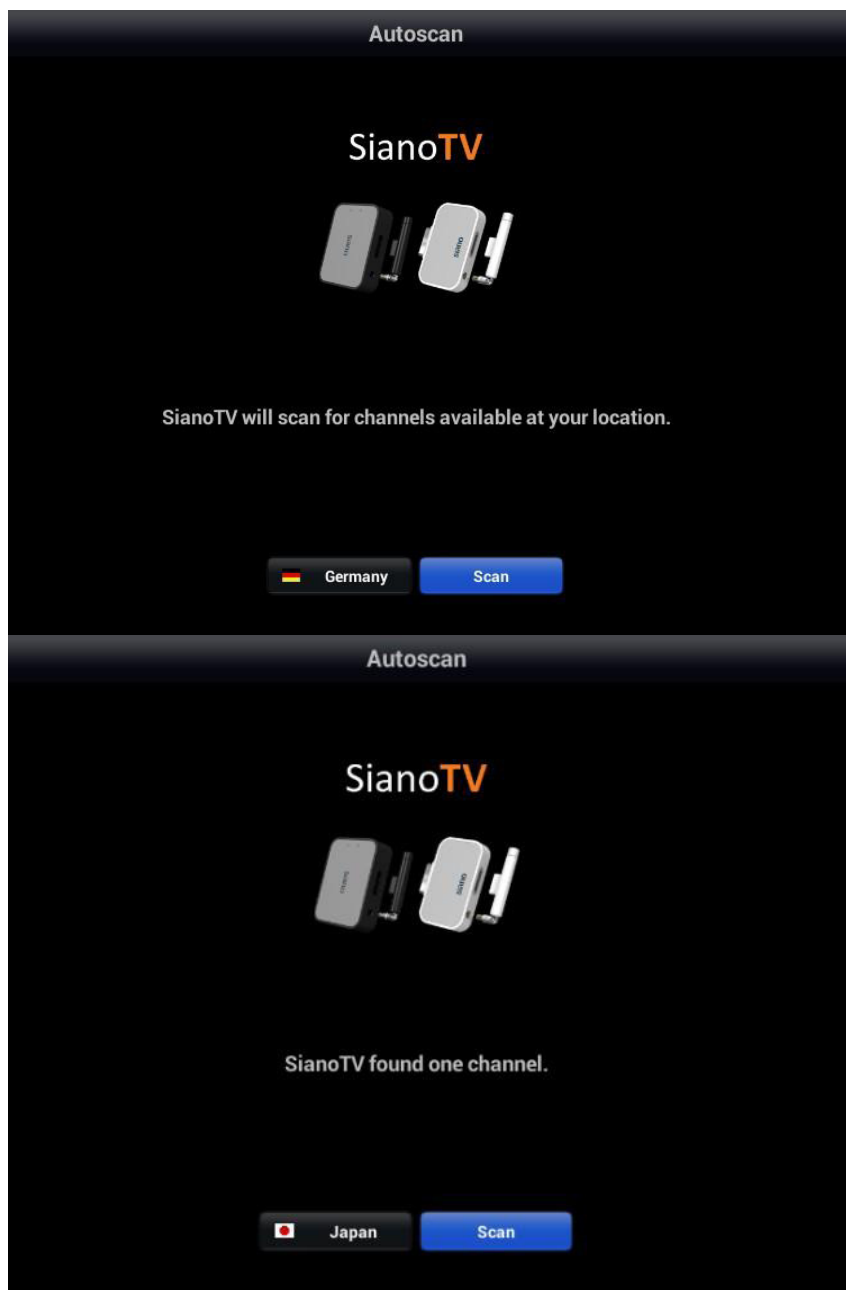 Autoscan
SianoTV
SianoTV will scan for channels available at your location.
Germany
Scan
Autoscan
SianoTV
SianoTV found one channel.
Japan
Scan